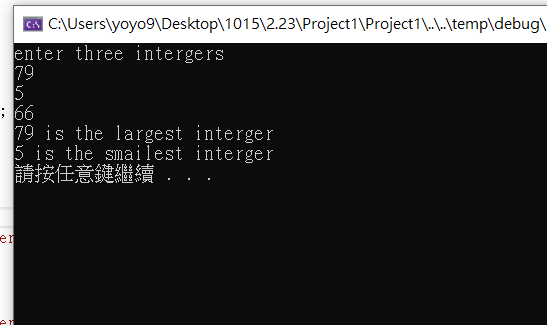 C:\Users\yoyo9\Desktop\1015\2.23\Project1\Project1\..\..\temp\debug\
enter three intergers
79
5
;
66
79 is the largest interger
5 is the smailest interger
請按任意鍵繼續 . . .
er
er